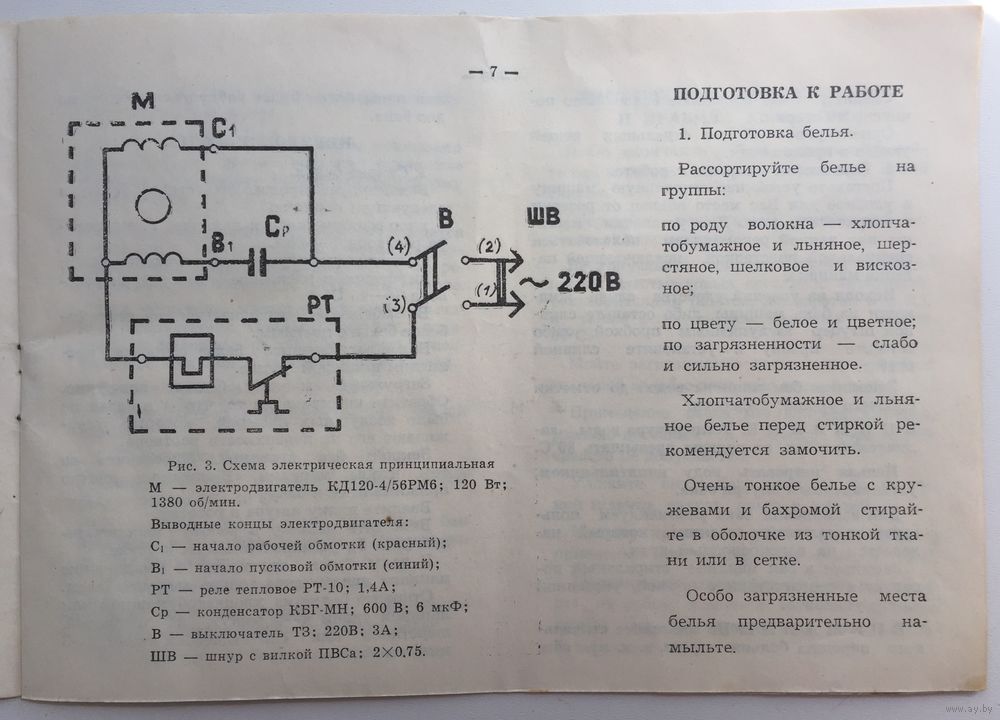 — 7 —
М
С1
В1
Ср
(4)
В
(2)
ШВ
(3)
(1)
~ 220В
РТ
Рис. 3. Схема электрическая принципиальная
М — электродвигатель КД120-4/56РМ6; 120 Вт;
1380 об/мин.
Выводные концы электродвигателя:
С1 — начало рабочей обмотки (красный);
В1 — начало пусковой обмотки (синий);
РТ — реле тепловое РТ-10; 1,4А;
Ср — конденсатор КБГ-МН; 600 В; 6 мкФ;
В — выключатель ТЗ; 220В; 3А;
ШВ — шнур с вилкой ПВСа; 2×0,75.
ПОДГОТОВКА К РАБОТЕ
1. Подготовка белья.
Рассортируйте белье на
группы:
по роду волокна — хлопча-
тобумажное и льняное, шер-
стяное, шелковое и вискоз-
ное;
по цвету — белое и цветное;
по загрязненности — слабо
и сильно загрязненное.
Хлопчатобумажное и льня-
ное белье перед стиркой ре-
комендуется замочить.
Очень тонкое белье с кру-
жевами и бахромой стирай-
те в оболочке из тонкой тка-
ни или в сетке.
Особо загрязненные места
белья предварительно на-
мыльте.
www.ay.by